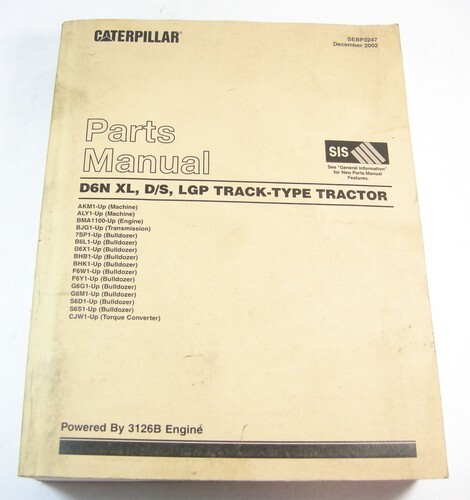 CATERPILLAR®
SEBP3247
December 2002
Parts
Manual
SIS
See "General Information"
for New Parts Manual
Features.
D6N XL, D/S, LGP TRACK-TYPE TRACTOR
AKM1-Up (Machine)
ALY1-Up (Machine)
BMA1100-Up (Engine)
BJG1-Up (Transmission)
7SP1-Up (Bulldozer)
B6L1-Up (Bulldozer)
B6X1-Up (Bulldozer)
BHB1-Up (Bulldozer)
BHK1-Up (Bulldozer)
F6W1-Up (Bulldozer)
F6Y1-Up (Bulldozer)
G6G1-Up (Bulldozer)
G6M1-Up (Bulldozer)
S6D1-Up (Bulldozer)
S6S1-Up (Bulldozer)
CJW1-Up (Torque Converter)
Powered By 3126B Engine